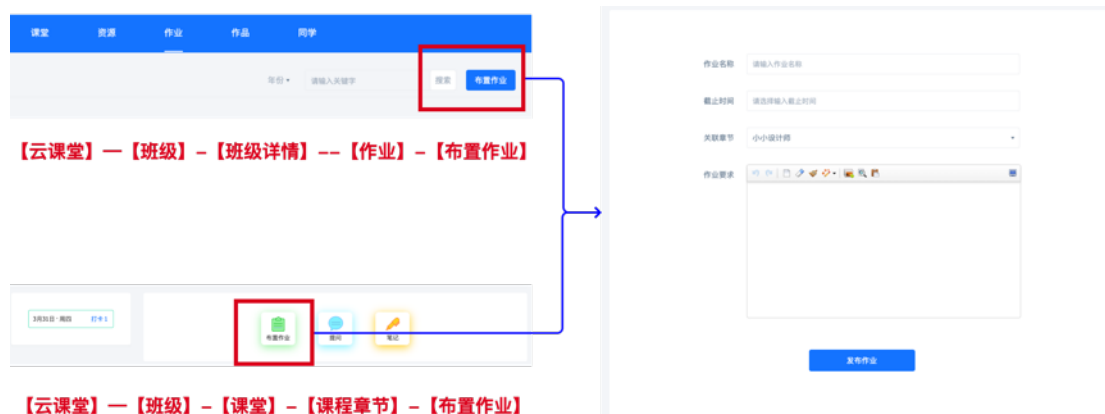 课堂 资源 作业 作品 同学
年份 请输入关键字 搜索 布置作业
【云课堂】—【班级】–【班级详情】––【作业】–【布置作业】
3月31日·周四 打卡1
布置作业 提问 笔记
【云课堂】—【班级】–【课堂】–【课程章节】–【布置作业】
作业名称 请输入作业名称
截止时间 请选择输入截止时间
关联章节 小小设计师
作业要求
发布作业